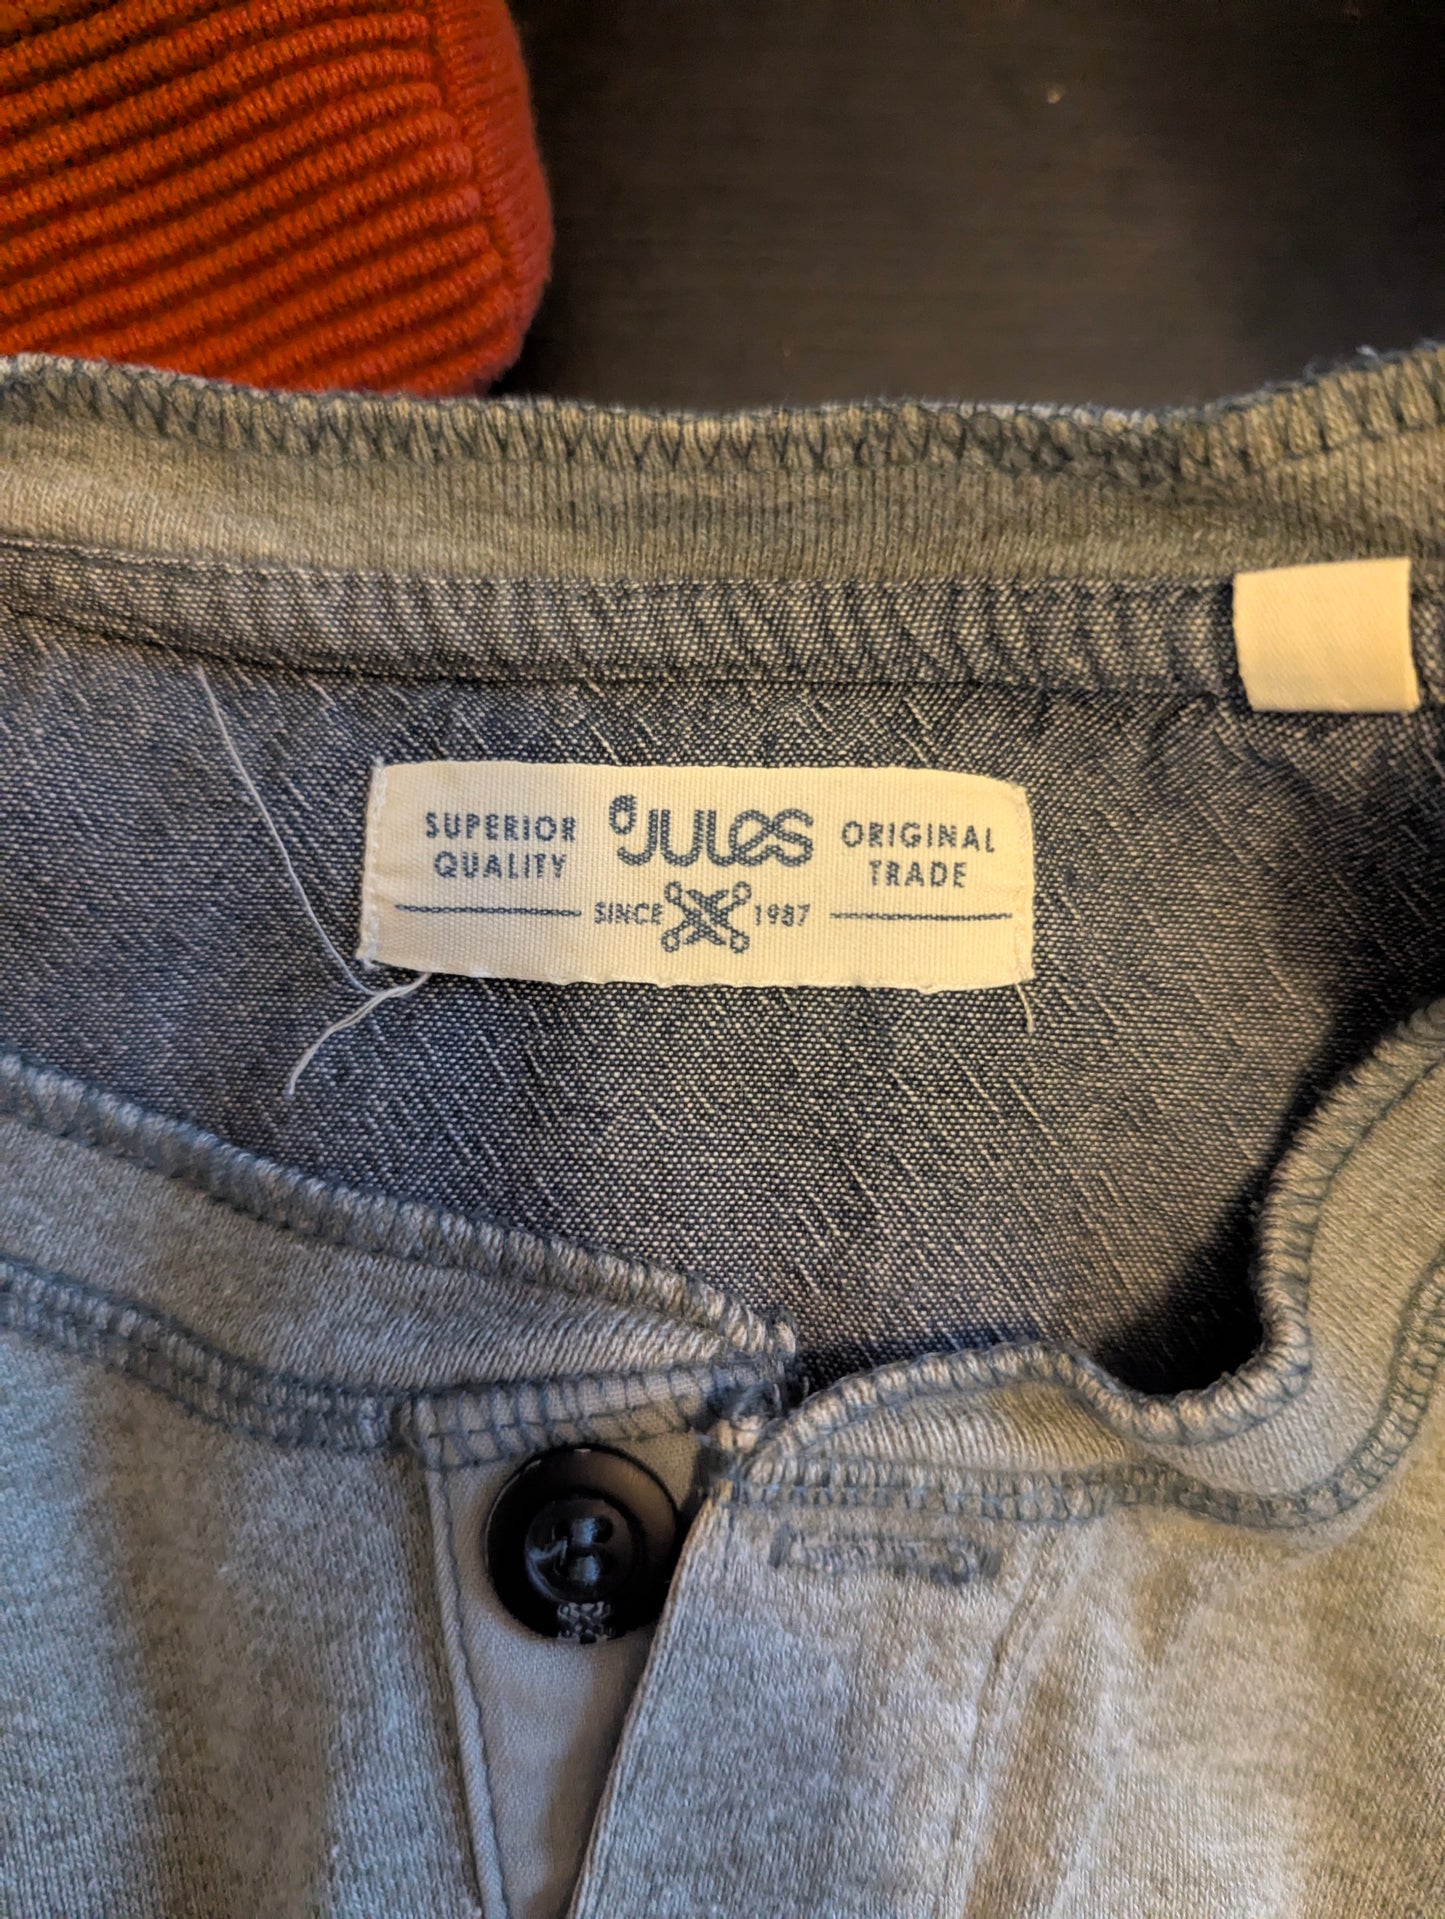 SUPERIOR
QUALITY
JULES
ORIGINAL
TRADE
SINCE 1987